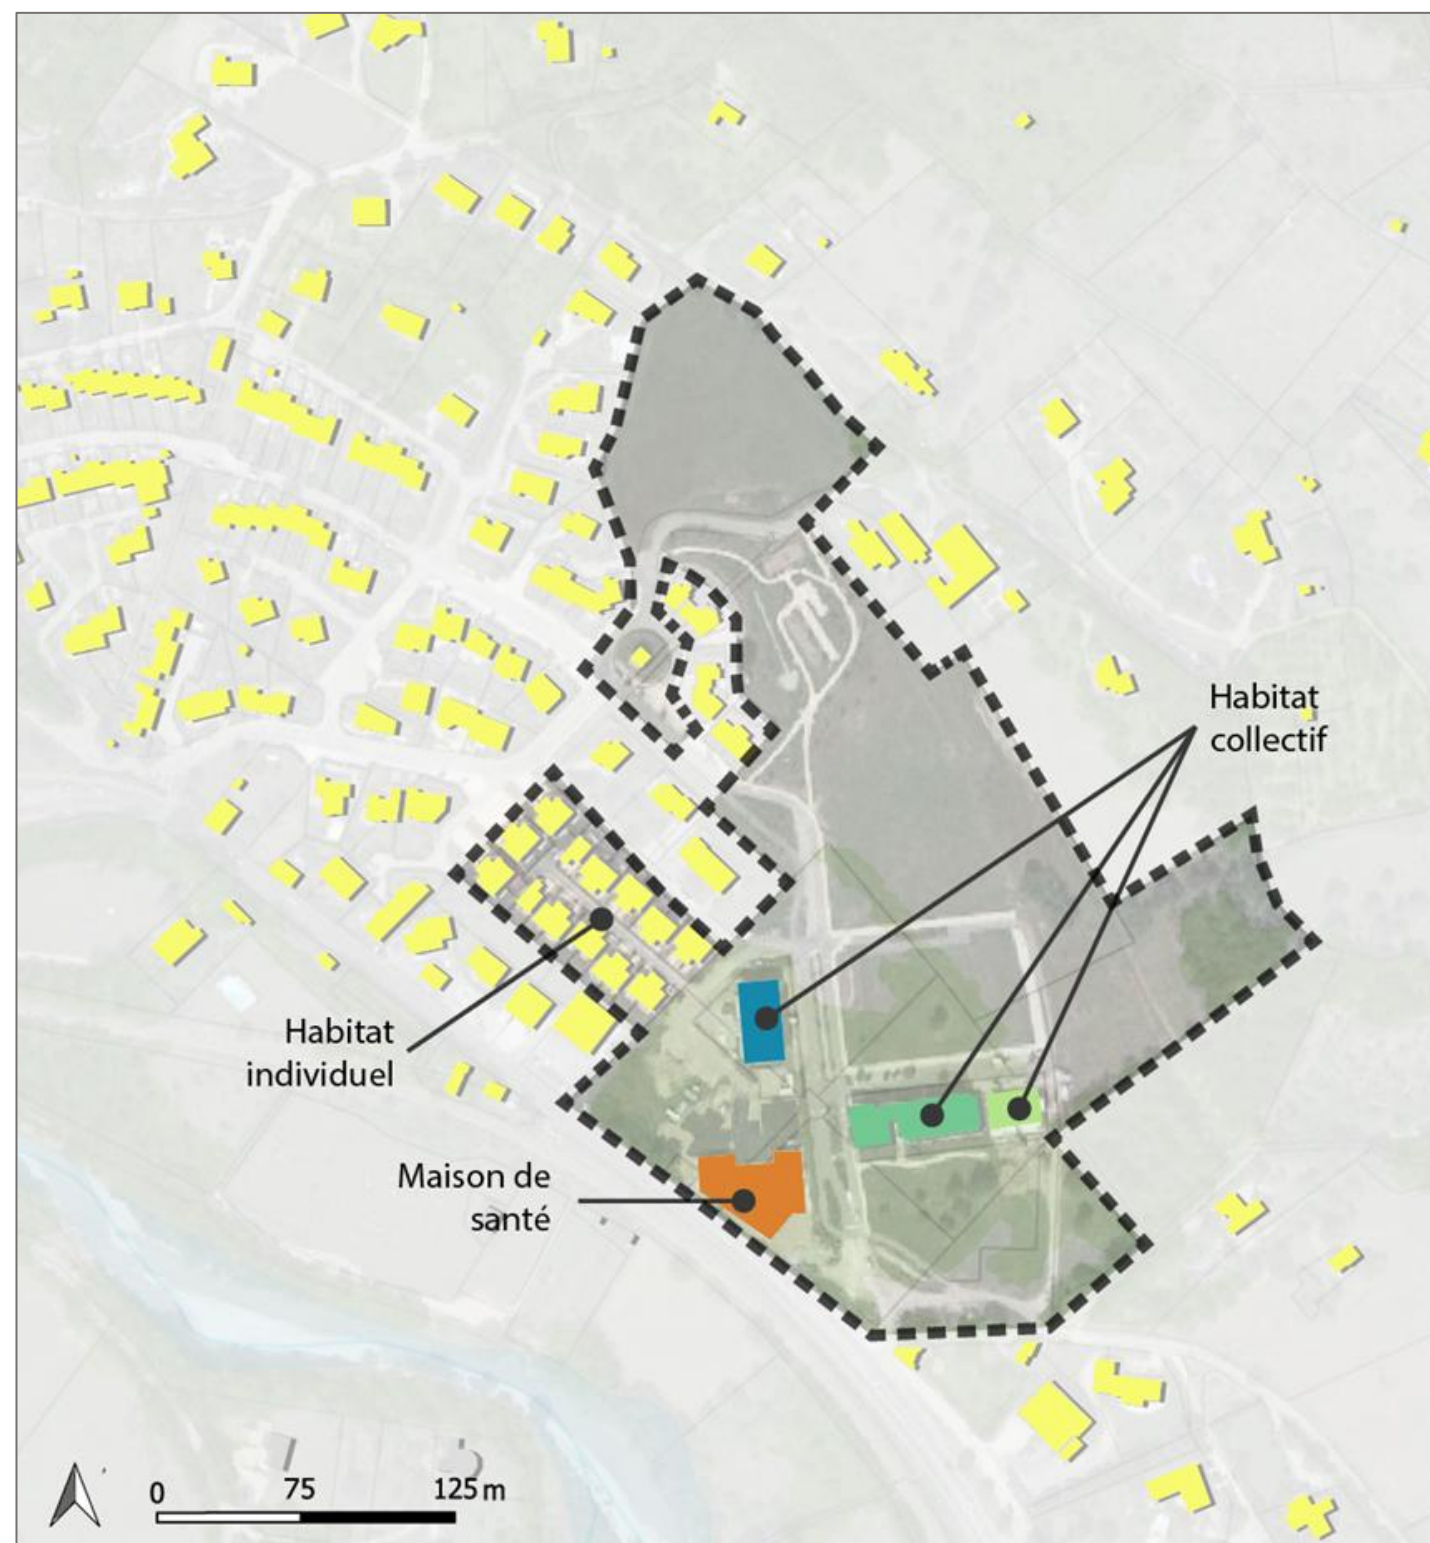 Habitat
collectif
Habitat
individuel
Maison de
santé
0 75 125 m